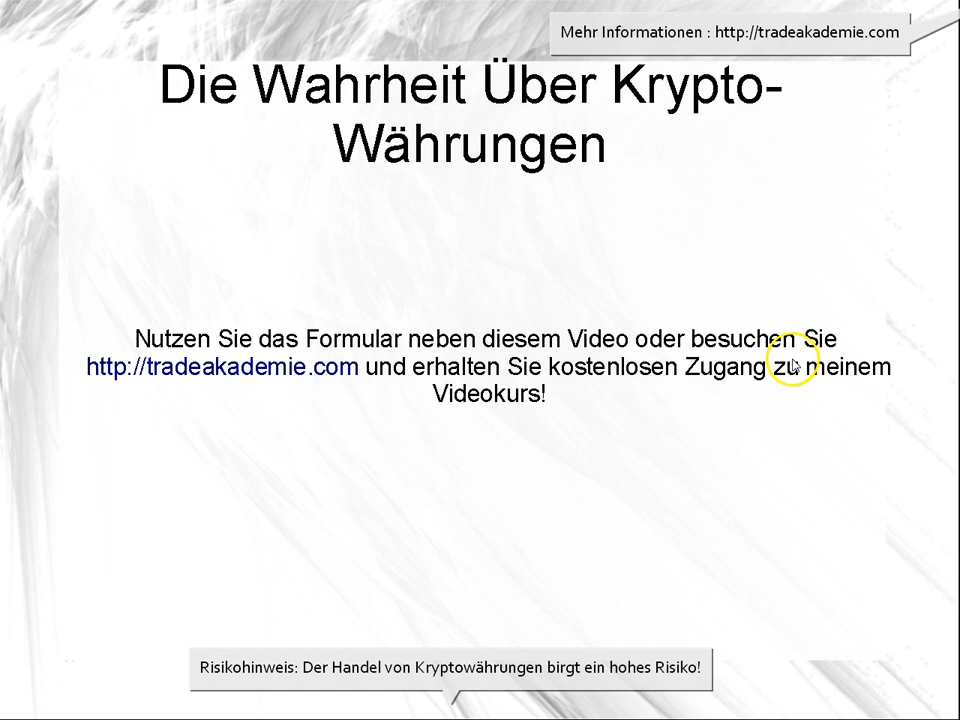 Mehr Informationen : http://tradeakademie.com
Die Wahrheit Über Krypto-
Währungen
Nutzen Sie das Formular neben diesem Video oder besuchen Sie
http://tradeakademie.com und erhalten Sie kostenlosen Zugang zu meinem
Videokurs!
Risikohinweis: Der Handel von Kryptowährungen birgt ein hohes Risiko!